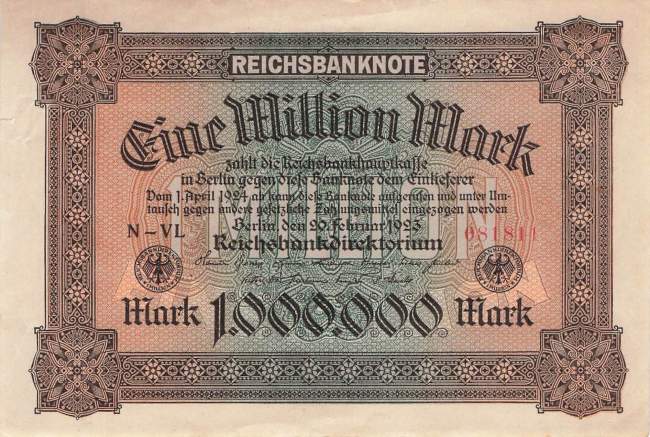 REICHSBANKNOTE
Eine Million Mark
zahlt die Reichsbankhauptkasse
in Berlin gegen diese Banknote dem Einlieferer
Vom 1. April 1924 ab kann diese Banknote aufgerufen und unter Um-
tausch gegen andere gesetzliche Zahlungsmittel eingezogen werden
Berlin, den 20. Februar 1923
N-VL 081811
Reichsbankdirektorium
MILLION
Mark 1.000.000 Mark